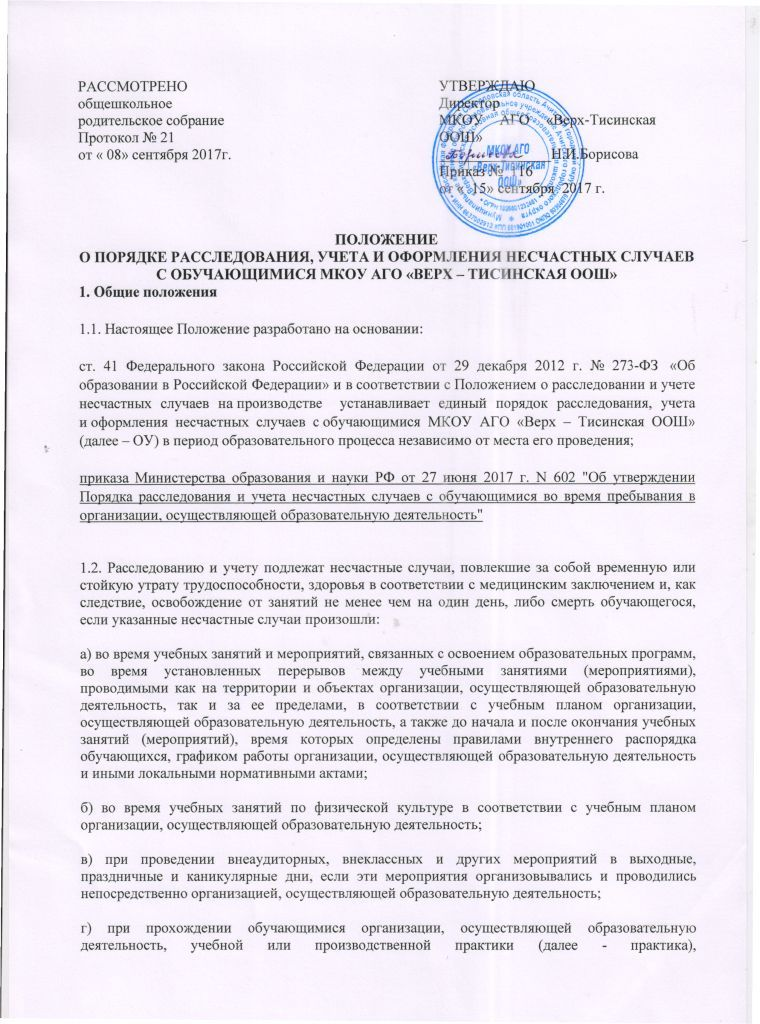 РАССМОТРЕНО
общешкольное
родительское собрание
Протокол № 21
от « 08» сентября 2017г.
УТВЕРЖДАЮ
Директор
МКОУ АГО «Верх-Тисинская
ООШ»
Н.И.Борисова
Приказ № 116
от « 15» сентября 2017 г.
МКОУ АГО
«Верх-Тисинская
ООШ»
ПОЛОЖЕНИЕ
О ПОРЯДКЕ РАССЛЕДОВАНИЯ, УЧЕТА И ОФОРМЛЕНИЯ НЕСЧАСТНЫХ СЛУЧАЕВ
С ОБУЧАЮЩИМИСЯ МКОУ АГО «ВЕРХ – ТИСИНСКАЯ ООШ»
1. Общие положения
1.1. Настоящее Положение разработано на основании:
ст. 41 Федерального закона Российской Федерации от 29 декабря 2012 г. № 273-ФЗ «Об
образовании в Российской Федерации» и в соответствии с Положением о расследовании и учете
несчастных случаев на производстве устанавливает единый порядок расследования, учета
и оформления несчастных случаев с обучающимися МКОУ АГО «Верх – Тисинская ООШ»
(далее – ОУ) в период образовательного процесса независимо от места его проведения;
приказа Министерства образования и науки РФ от 27 июня 2017 г. N 602 "Об утверждении
Порядка расследования и учета несчастных случаев с обучающимися во время пребывания в
организации, осуществляющей образовательную деятельность"
1.2. Расследованию и учету подлежат несчастные случаи, повлекшие за собой временную или
стойкую утрату трудоспособности, здоровья в соответствии с медицинским заключением и, как
следствие, освобождение от занятий не менее чем на один день, либо смерть обучающегося,
если указанные несчастные случаи произошли:
а) во время учебных занятий и мероприятий, связанных с освоением образовательных программ,
во время установленных перерывов между учебными занятиями (мероприятиями),
проводимыми как на территории и объектах организации, осуществляющей образовательную
деятельность, так и за ее пределами, в соответствии с учебным планом организации,
осуществляющей образовательную деятельность, а также до начала и после окончания учебных
занятий (мероприятий), время которых определены правилами внутреннего распорядка
обучающихся, графиком работы организации, осуществляющей образовательную деятельность
и иными локальными нормативными актами;
б) во время учебных занятий по физической культуре в соответствии с учебным планом
организации, осуществляющей образовательную деятельность;
в) при проведении внеаудиторных, внеклассных и других мероприятий в выходные,
праздничные и каникулярные дни, если эти мероприятия организовывались и проводились
непосредственно организацией, осуществляющей образовательную деятельность;
г) при прохождении обучающимися организации, осуществляющей образовательную
деятельность, учебной или производственной практики (далее - практика),